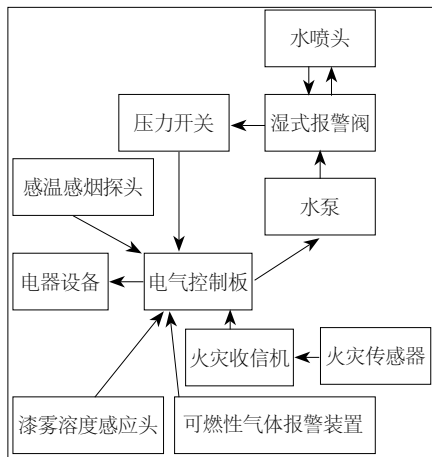 水喷头
压力开关
湿式报警阀
感温感烟探头
水泵
电器设备
电气控制板
火灾收信机
火灾传感器
漆雾溶度感应头
可燃性气体报警装置